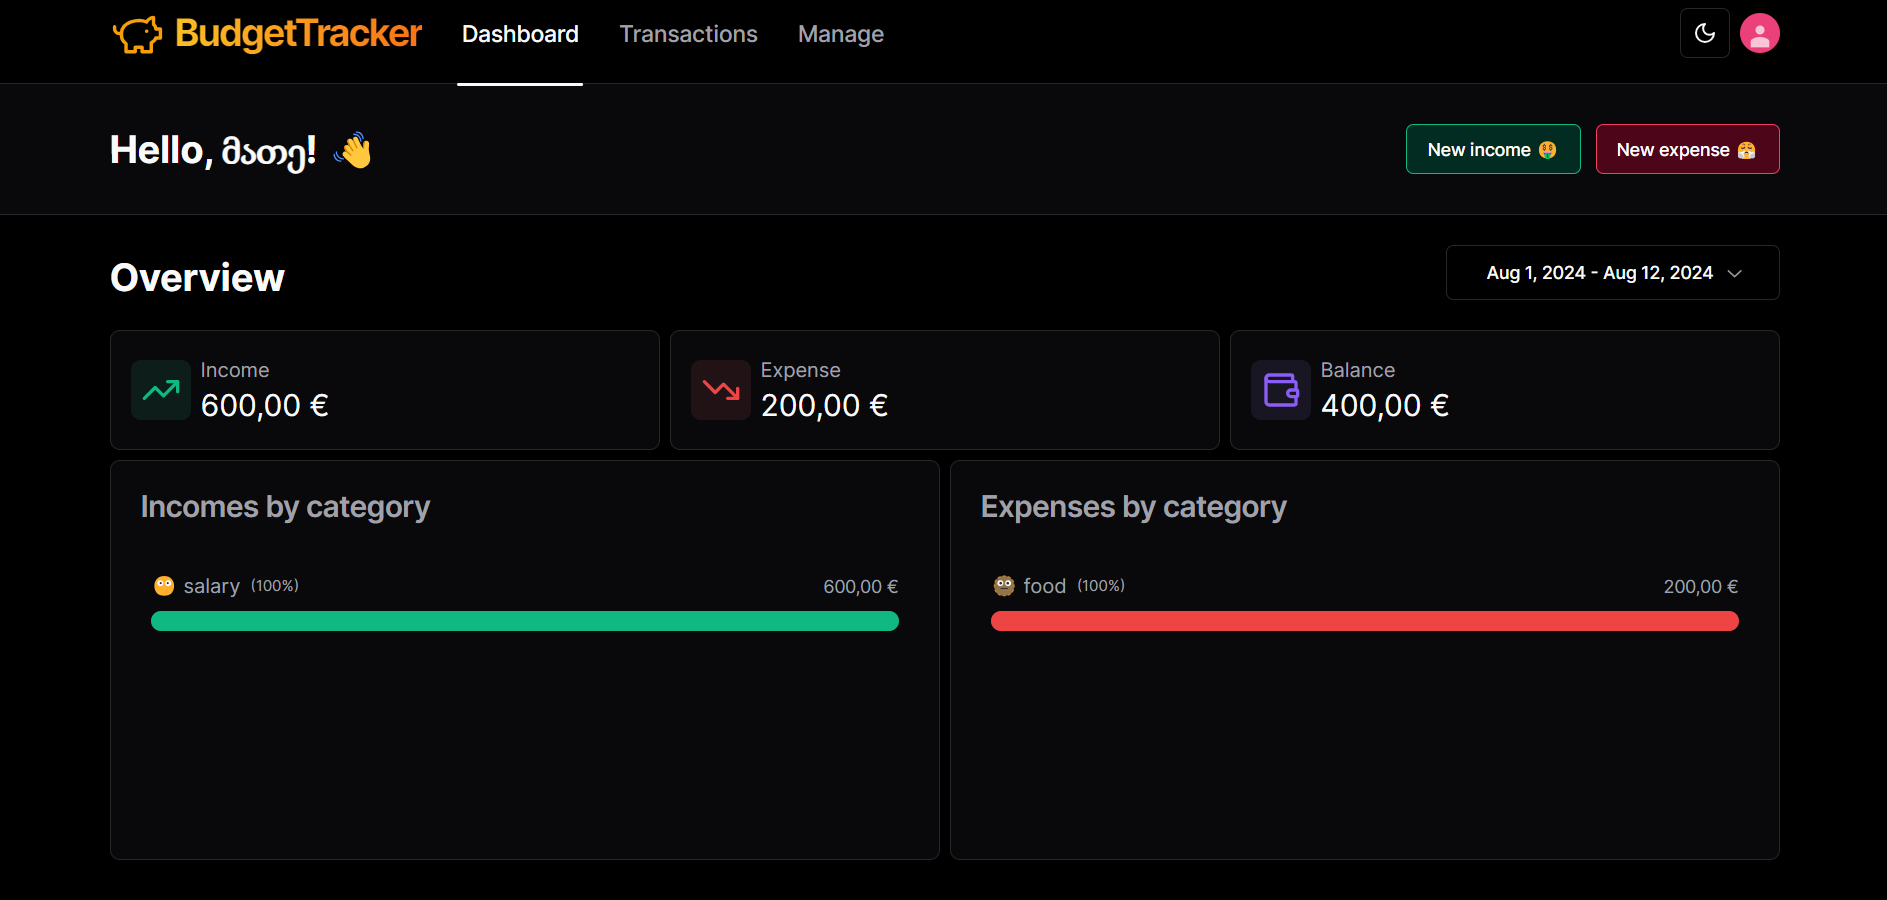 BudgetTracker Dashboard Transactions Manage
Hello, მათე! 👋
New income 🤑 New expense 😤
Overview
Aug 1, 2024 - Aug 12, 2024
Income
600,00 €
Expense
200,00 €
Balance
400,00 €
Incomes by category
salary (100%) 600,00 €
Expenses by category
food (100%) 200,00 €